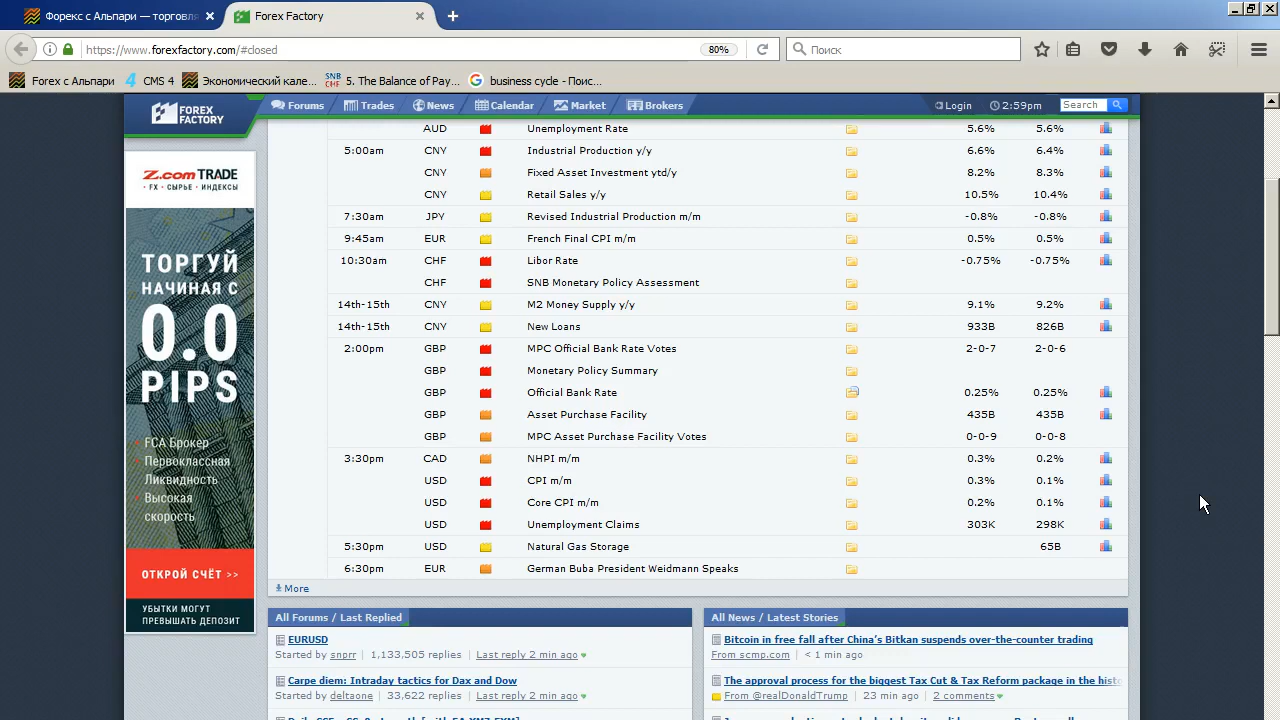 Форекс с Альпари — торговля
Forex Factory
https://www.forexfactory.com/#closed
80%
Поиск
Forex с Альпари
CMS 4
Экономический кале...
SNB CHF
5. The Balance of Pay...
business cycle - Поис...
FOREX FACTORY
Forums
Trades
News
Calendar
Market
Brokers
Login
2:59pm
Search
AUD Unemployment Rate 5.6% 5.6%
5:00am CNY Industrial Production y/y 6.6% 6.4%
CNY Fixed Asset Investment ytd/y 8.2% 8.3%
CNY Retail Sales y/y 10.5% 10.4%
7:30am JPY Revised Industrial Production m/m -0.8% -0.8%
9:45am EUR French Final CPI m/m 0.5% 0.5%
10:30am CHF Libor Rate -0.75% -0.75%
CHF SNB Monetary Policy Assessment
14th-15th CNY M2 Money Supply y/y 9.1% 9.2%
14th-15th CNY New Loans 933B 826B
2:00pm GBP MPC Official Bank Rate Votes 2-0-7 2-0-6
GBP Monetary Policy Summary
GBP Official Bank Rate 0.25% 0.25%
GBP Asset Purchase Facility 435B 435B
GBP MPC Asset Purchase Facility Votes 0-0-9 0-0-8
3:30pm CAD NHPI m/m 0.3% 0.2%
USD CPI m/m 0.3% 0.1%
USD Core CPI m/m 0.2% 0.1%
USD Unemployment Claims 303K 298K
5:30pm USD Natural Gas Storage 65B
6:30pm EUR German Buba President Weidmann Speaks
More
Z.com TRADE
• FX • СЫРЬЕ • ИНДЕКСЫ
ТОРГУЙ
НАЧИНАЯ С
0.0
PIPS
FCA Брокер
Первоклассная
Ликвидность
Высокая
скорость
ОТКРОЙ СЧЁТ >>
УБЫТКИ МОГУТ
ПРЕВЫШАТЬ ДЕПОЗИТ
All Forums / Last Replied
EURUSD
Started by snprr | 1,133,505 replies | Last reply 2 min ago
Carpe diem: Intraday tactics for Dax and Dow
Started by deltaone | 33,622 replies | Last reply 2 min ago
All News / Latest Stories
Bitcoin in free fall after China's Bitkan suspends over-the-counter trading
From scmp.com | < 1 min ago
The approval process for the biggest Tax Cut & Tax Reform package in the hist
From @realDonaldTrump | 23 min ago | 2 comments